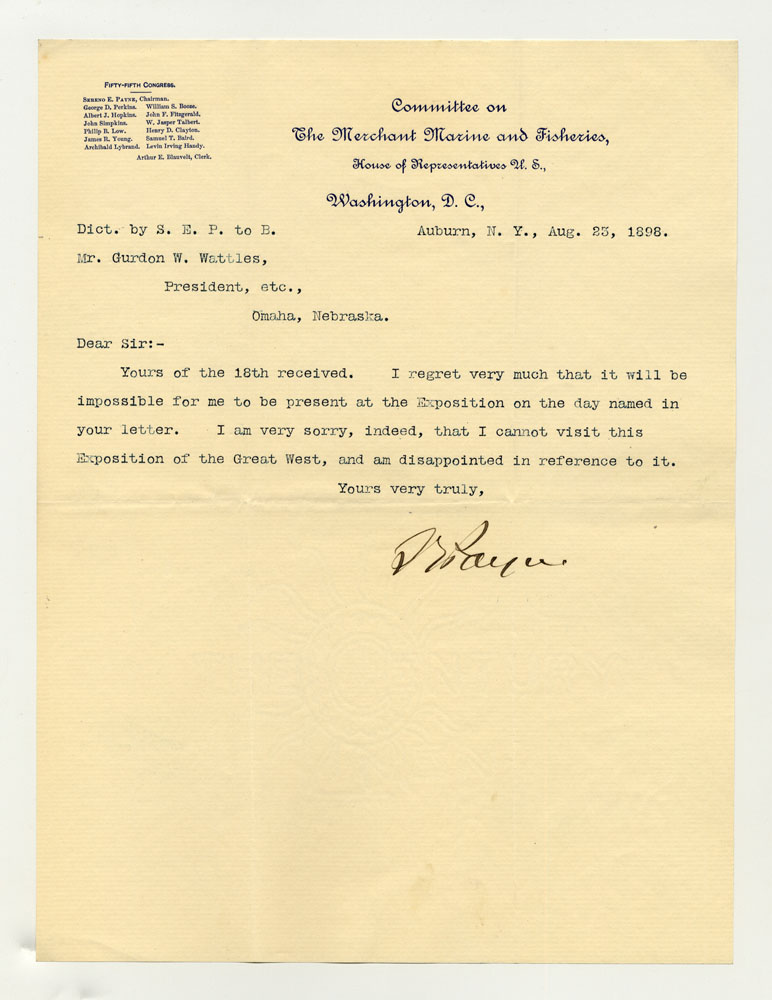 FIFTY-FIFTH CONGRESS.
SERENO E. PAYNE, Chairman.
George D. Perkins. William S. Booze.
Albert J. Hopkins. John F. Fitzgerald.
John Simpkins. W. Jasper Talbert.
Philip B. Low. Henry D. Clayton.
James R. Young. Samuel T. Baird.
Archibald Lybrand. Levin Irving Handy.
Arthur E. Blauvelt, Clerk.
Committee on
The Merchant Marine and Fisheries,
House of Representatives U. S.,
Washington, D. C.,
Dict. by S. E. P. to B. Auburn, N. Y., Aug. 23, 1898.
Mr. Gurdon W. Wattles,
President, etc.,
Omaha, Nebraska.
Dear Sir:-
Yours of the 18th received. I regret very much that it will be
impossible for me to be present at the Exposition on the day named in
your letter. I am very sorry, indeed, that I cannot visit this
Exposition of the Great West, and am disappointed in reference to it.
Yours very truly,
S E Payne